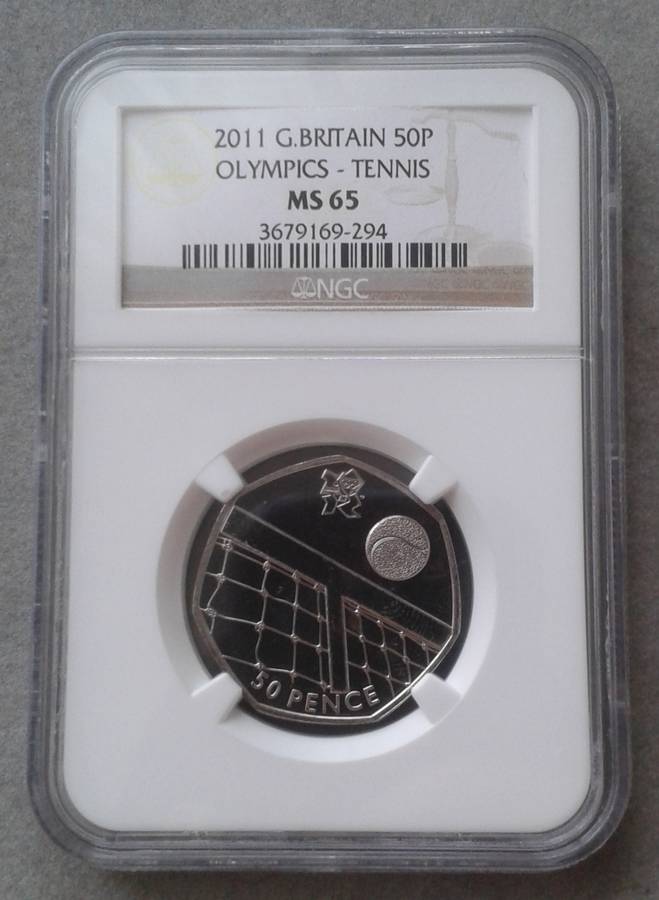 2011 G.BRITAIN 50P
OLYMPICS - TENNIS
MS 65
3679169-294
NGC
50 PENCE